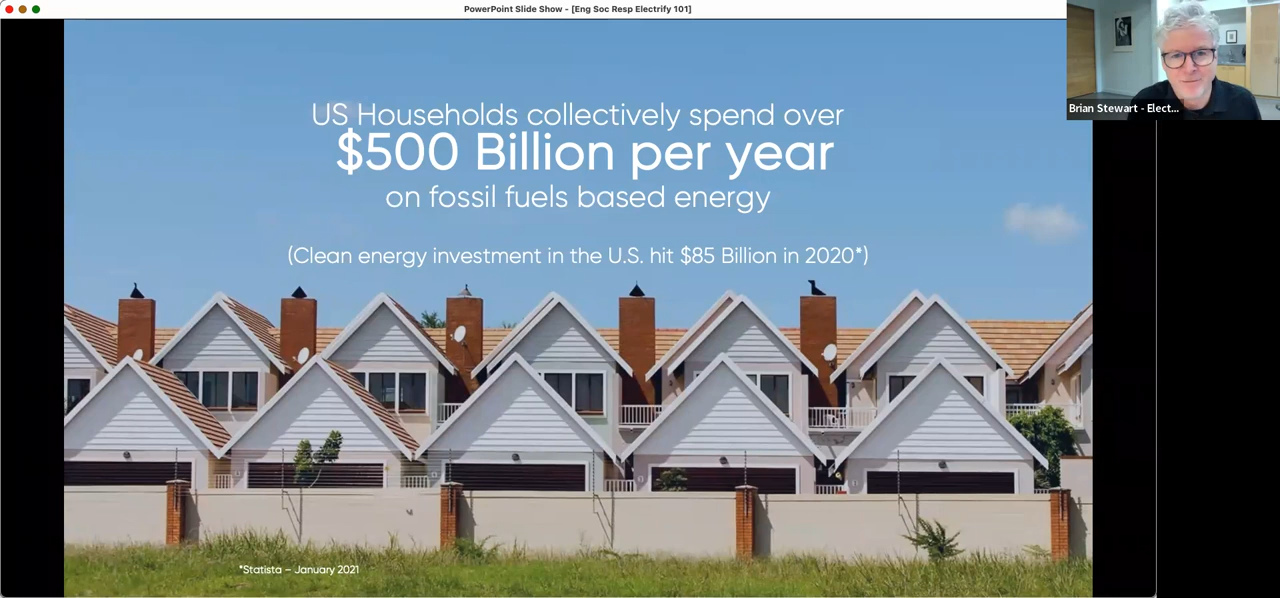 PowerPoint Slide Show - [Eng Soc Resp Electrify 101]
Brian Stewart - Elect...
US Households collectively spend over
$500 Billion per year
on fossil fuels based energy
(Clean energy investment in the U.S. hit $85 Billion in 2020*)
*Statista – January 2021